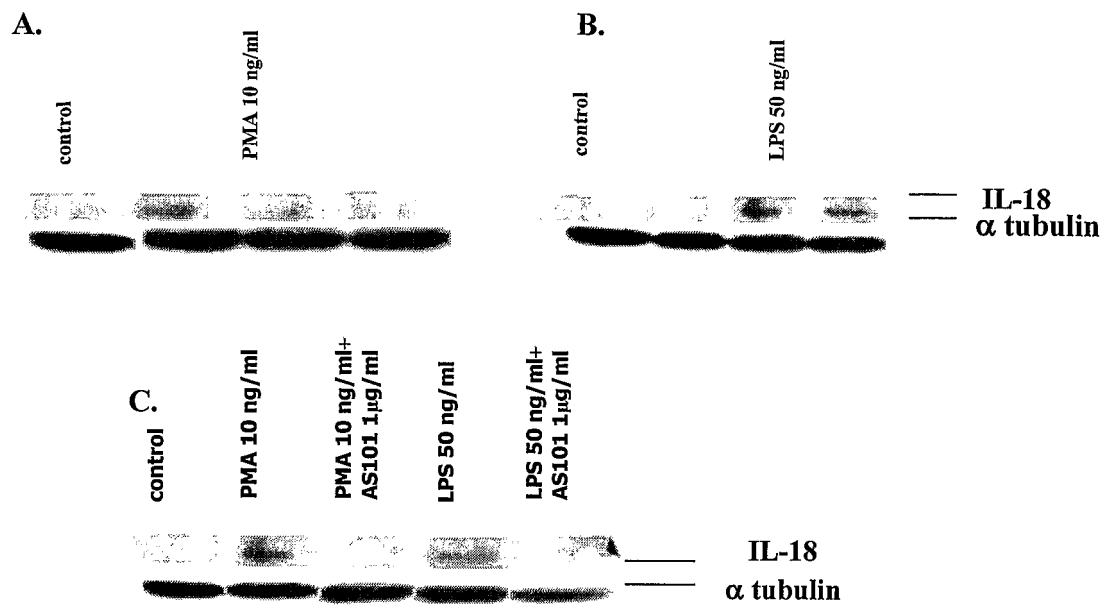 A.
control
PMA 10 ng/ml
B.
control
LPS 50 ng/ml
IL-18
α tubulin
C.
control
PMA 10 ng/ml
PMA 10 ng/ml+
AS101 1µg/ml
LPS 50 ng/ml
LPS 50 ng/ml+
AS101 1µg/ml
IL-18
α tubulin